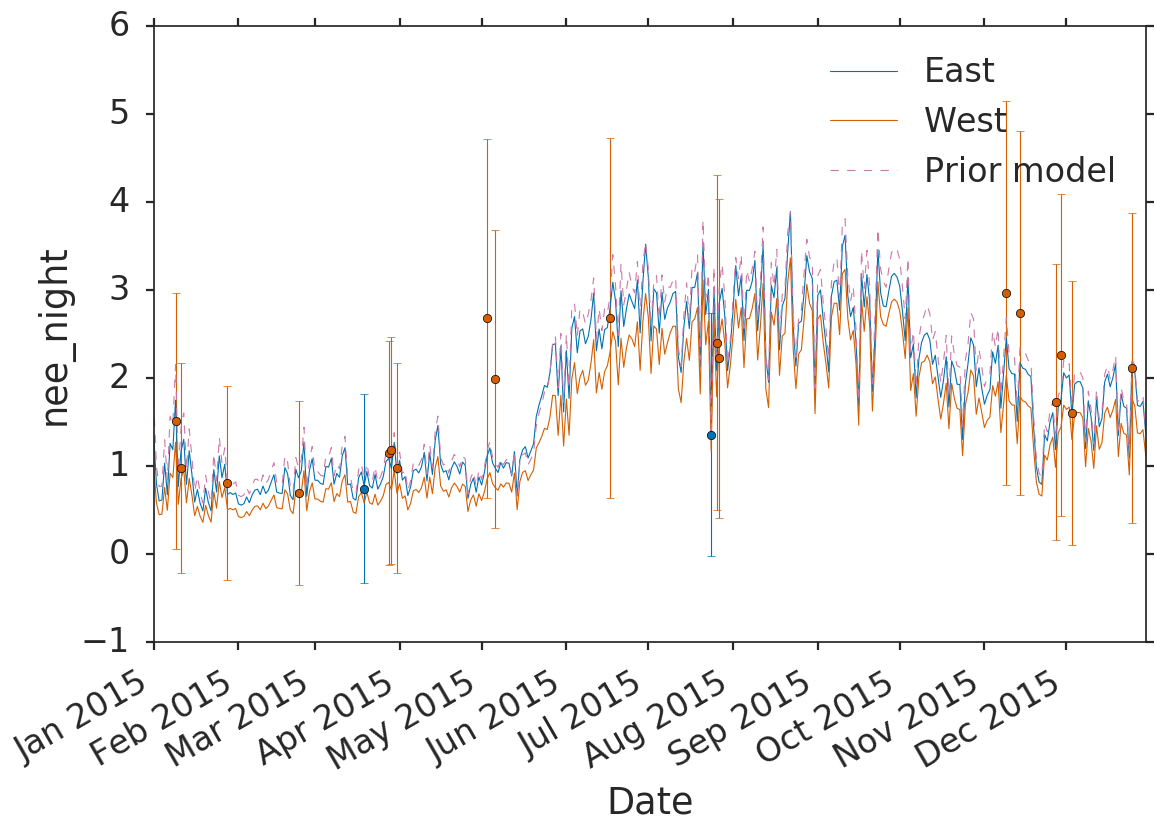 6
5
4
3
2
1
0
−1
nee_night
East
West
Prior model
Jan 2015
Feb 2015
Mar 2015
Apr 2015
May 2015
Jun 2015
Jul 2015
Aug 2015
Sep 2015
Oct 2015
Nov 2015
Dec 2015
Date